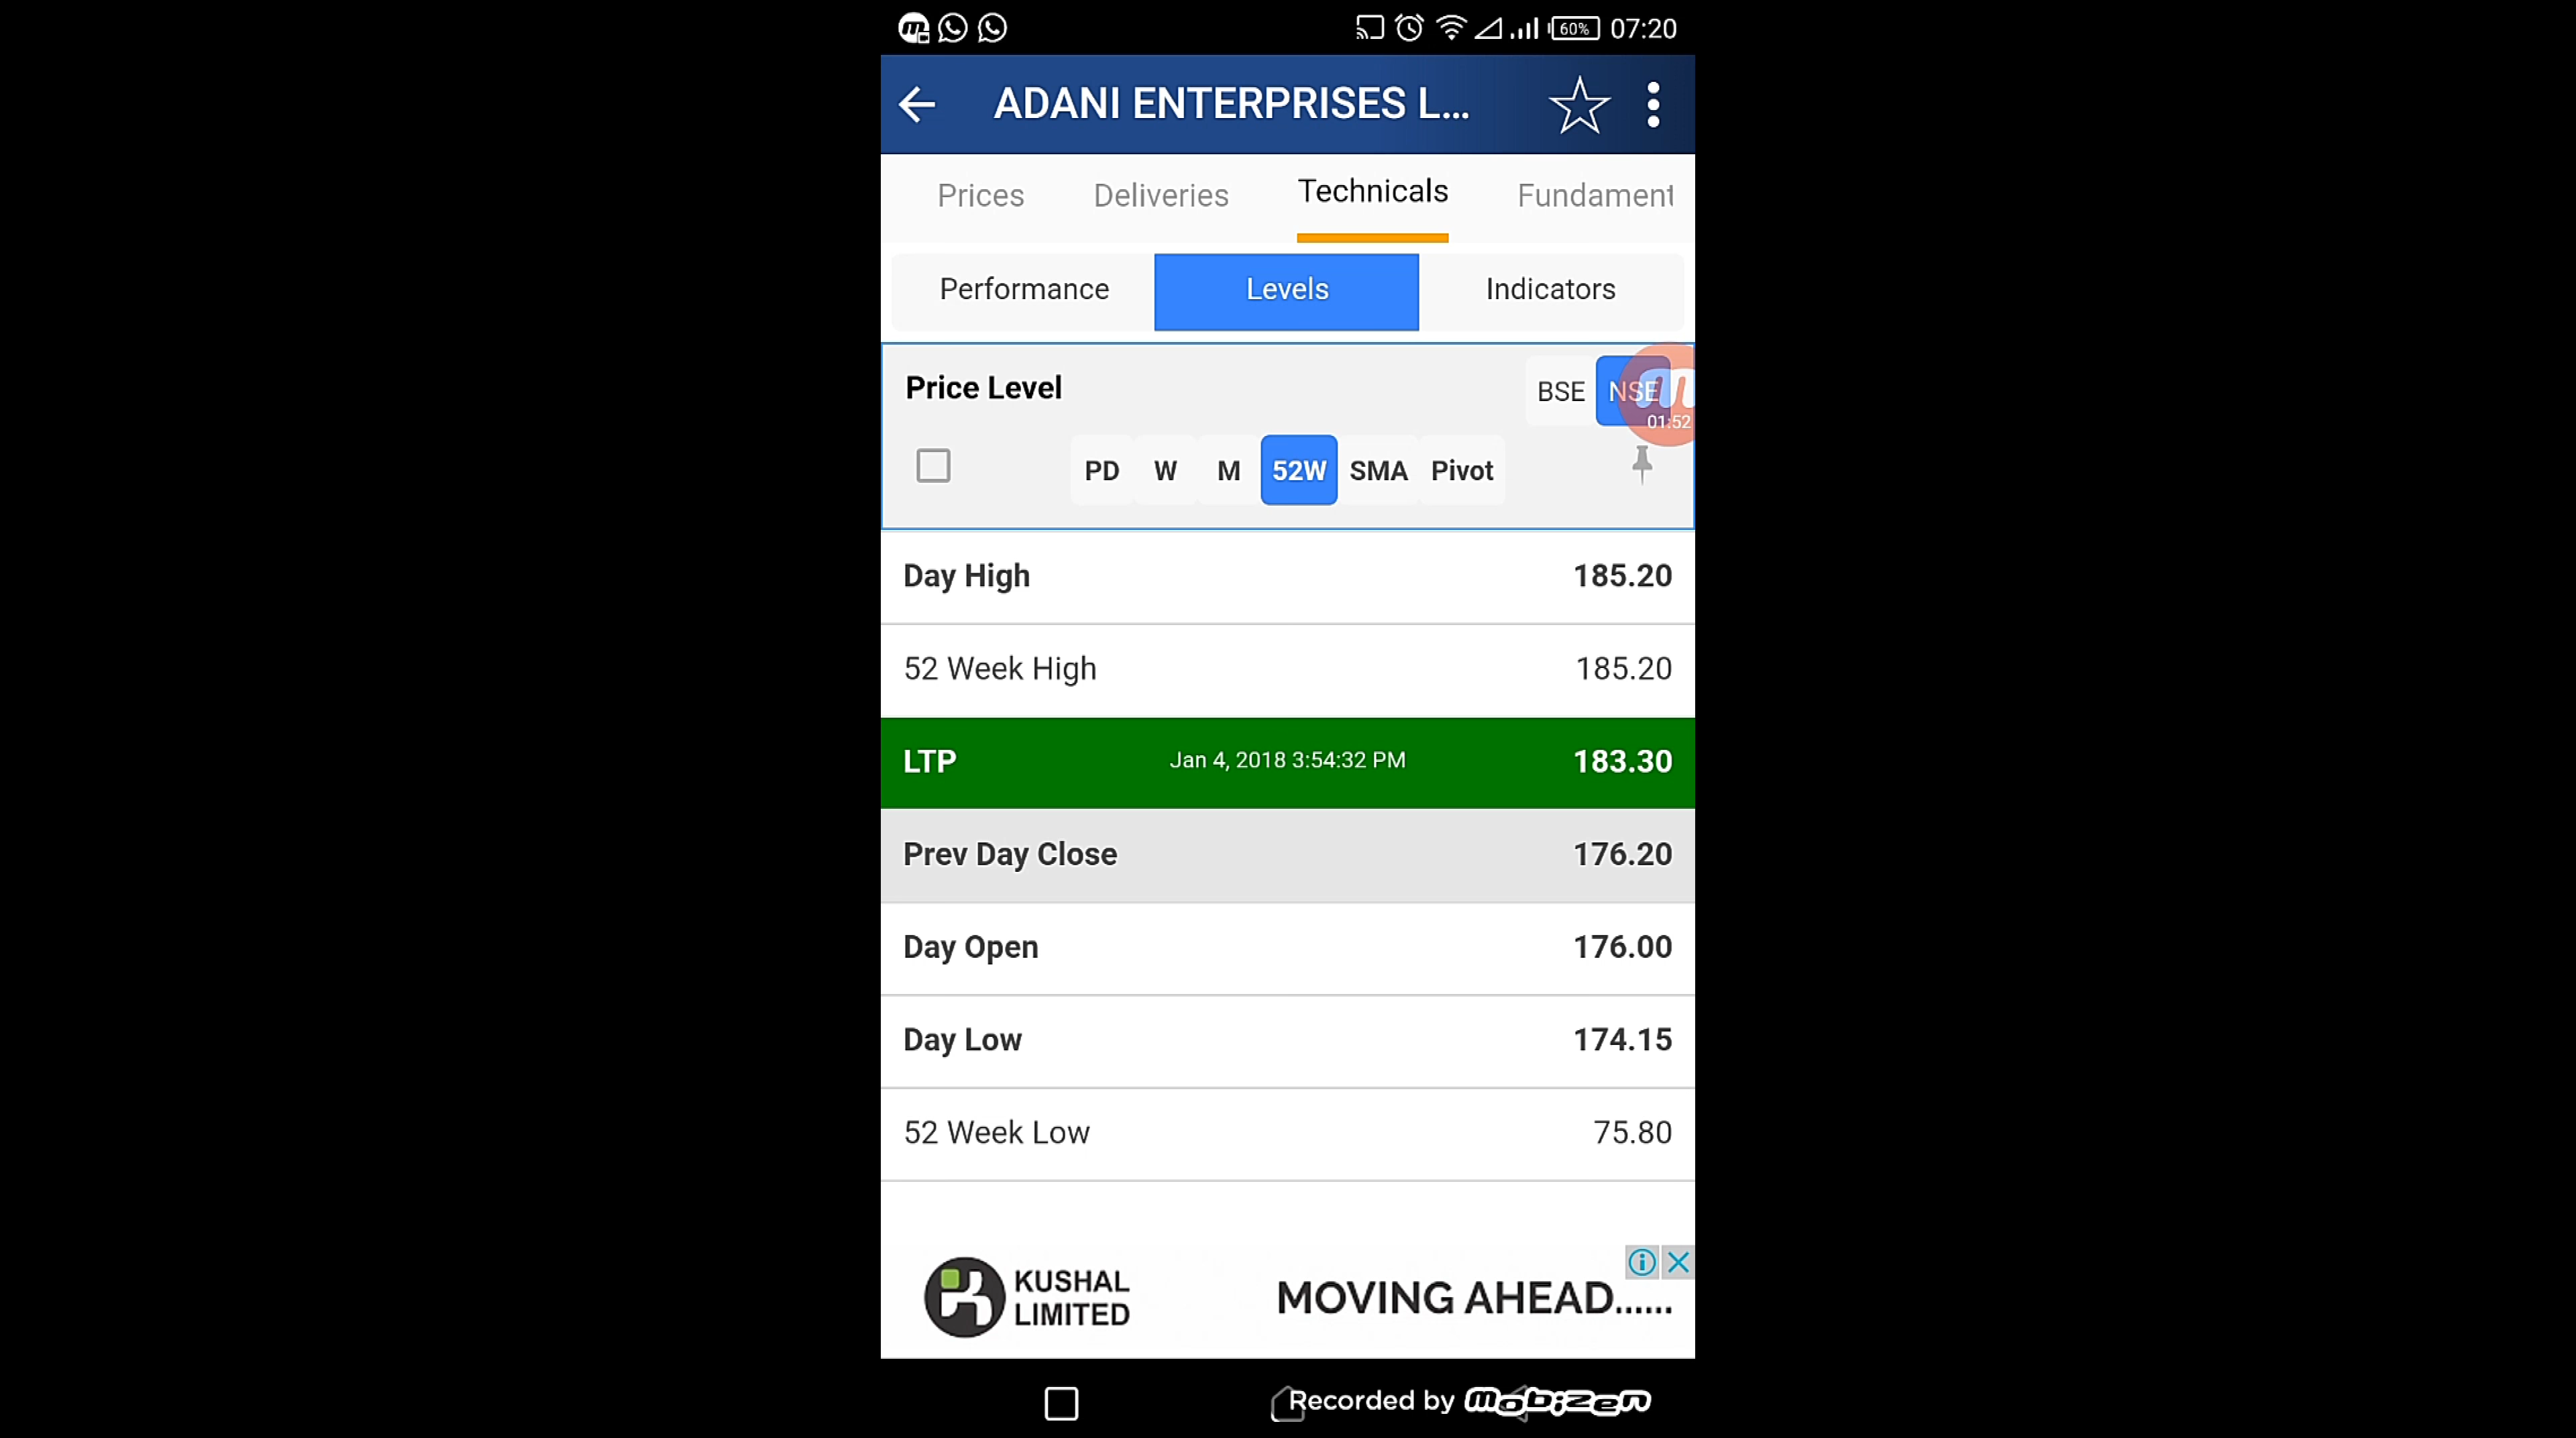 60% 07:20
ADANI ENTERPRISES L...
Prices Deliveries Technicals Fundament
Performance Levels Indicators
Price Level BSE NSE
01:52
PD W M 52W SMA Pivot
Day High 185.20
52 Week High 185.20
LTP Jan 4, 2018 3:54:32 PM 183.30
Prev Day Close 176.20
Day Open 176.00
Day Low 174.15
52 Week Low 75.80
KUSHAL
LIMITED
MOVING AHEAD......
Recorded by mobizen